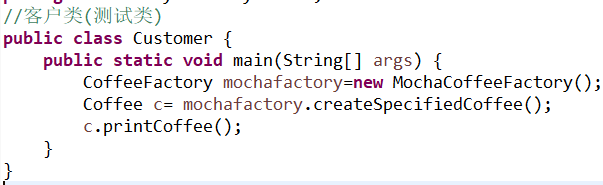 //客户类(测试类)
public class Customer {
    public static void main(String[] args) {
        CoffeeFactory mochafactory=new MochaCoffeeFactory();
        Coffee c= mochafactory.createSpecifiedCoffee();
        c.printCoffee();
    }
}